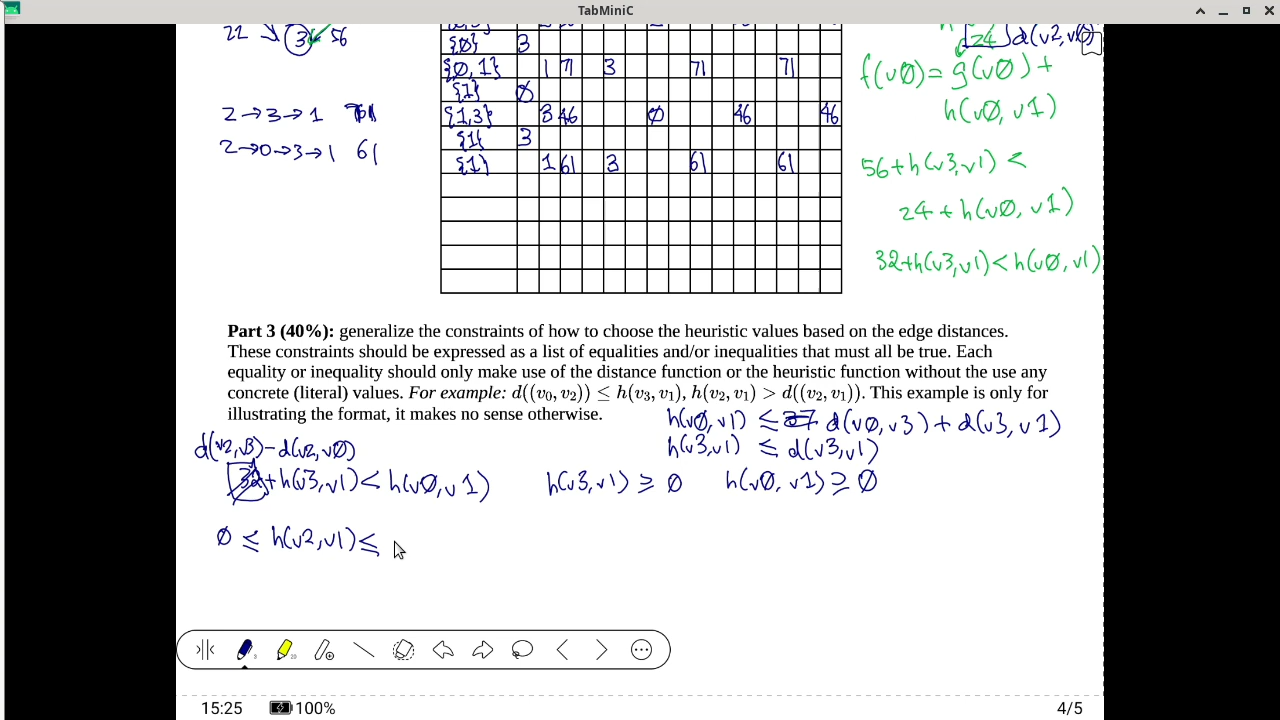 TabMiniC
22 ↘ 3 56
{0} 3
{0,1} 1 71 3 71 71
{1} 0
2→3→1 71
{1,3} 3 46 0 46 46
{1} 3
2→0→3→1 61
{1} 1 61 3 61 61
24 d(v2,v0)
f(v0) = g(v0) +
h(v0, v1)
56+h(v3,v1) <
24 + h(v0, v1)
32+h(v3,v1)<h(v0, v1)
Part 3 (40%): generalize the constraints of how to choose the heuristic values based on the edge distances.
These constraints should be expressed as a list of equalities and/or inequalities that must all be true. Each
equality or inequality should only make use of the distance function or the heuristic function without the use any
concrete (literal) values. For example: d((v₀, v₂)) ≤ h(v₃, v₁), h(v₂, v₁) > d((v₂, v₁)). This example is only for
illustrating the format, it makes no sense otherwise.
h(v0,v1) ≤ 37 d(v0,v3) + d(v3,v1)
h(v3,v1) ≤ d(v3,v1)
d(v2,v3)-d(v2,v0)
32+h(v3,v1)<h(v0,v1) h(v3,v1) ≥ 0 h(v0, v1) ≥ 0
0 ≤ h(v2,v1) ≤
15:25 100% 4/5